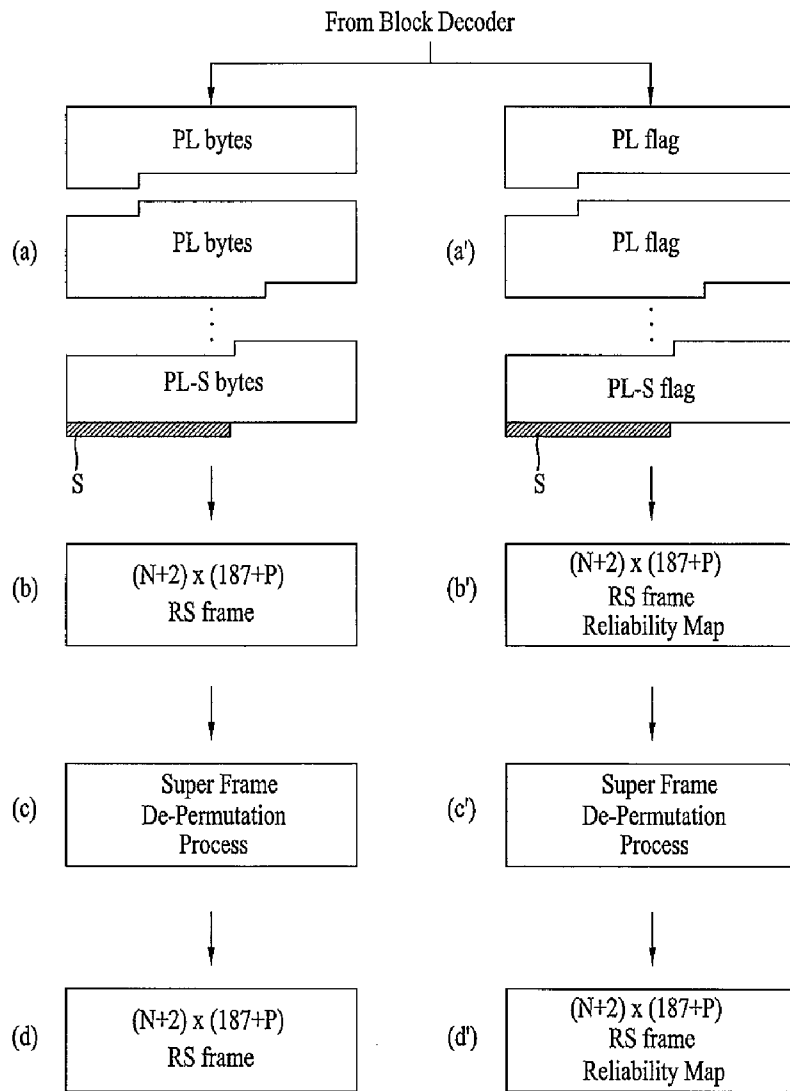 From Block Decoder
PL bytes
PL flag
(a)
PL bytes
(a')
PL flag
PL-S bytes
PL-S flag
S
S
(b)
(N+2) x (187+P)
RS frame
(b')
(N+2) x (187+P)
RS frame
Reliability Map
(c)
Super Frame
De-Permutation
Process
(c')
Super Frame
De-Permutation
Process
(d)
(N+2) x (187+P)
RS frame
(d')
(N+2) x (187+P)
RS frame
Reliability Map